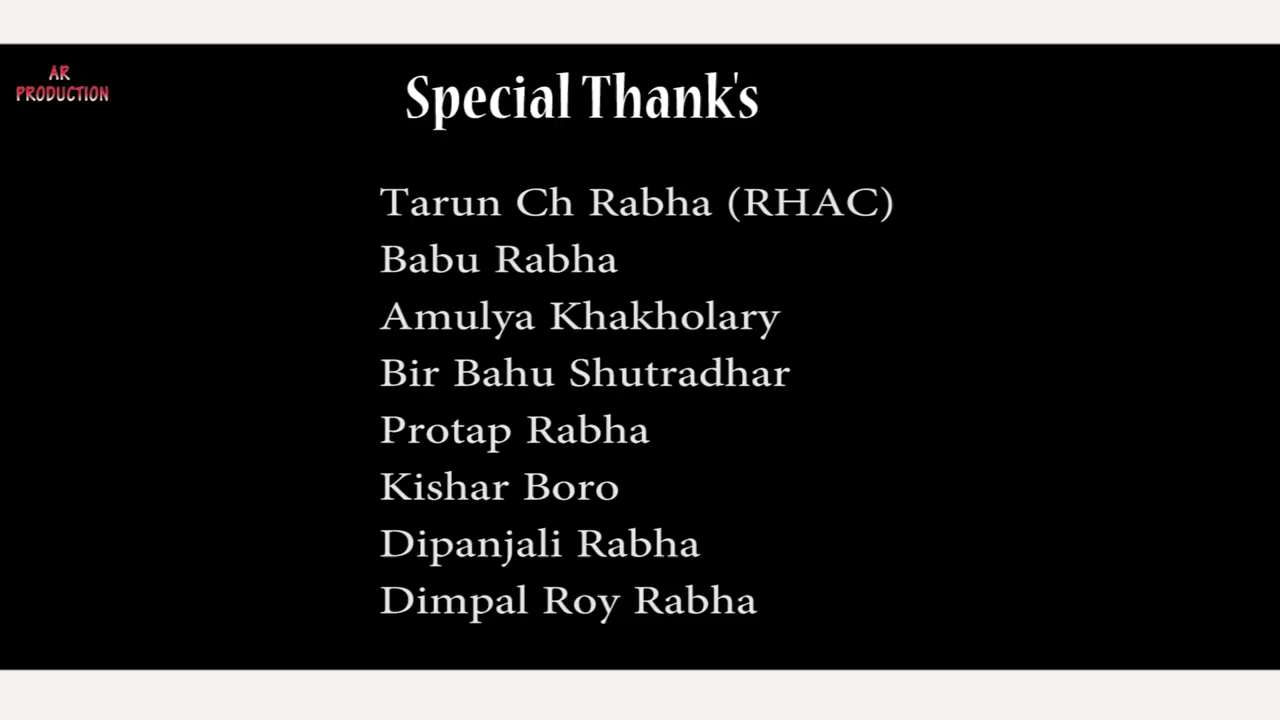 AR
PRODUCTION
Special Thank's
Tarun Ch Rabha (RHAC)
Babu Rabha
Amulya Khakholary
Bir Bahu Shutradhar
Protap Rabha
Kishar Boro
Dipanjali Rabha
Dimpal Roy Rabha